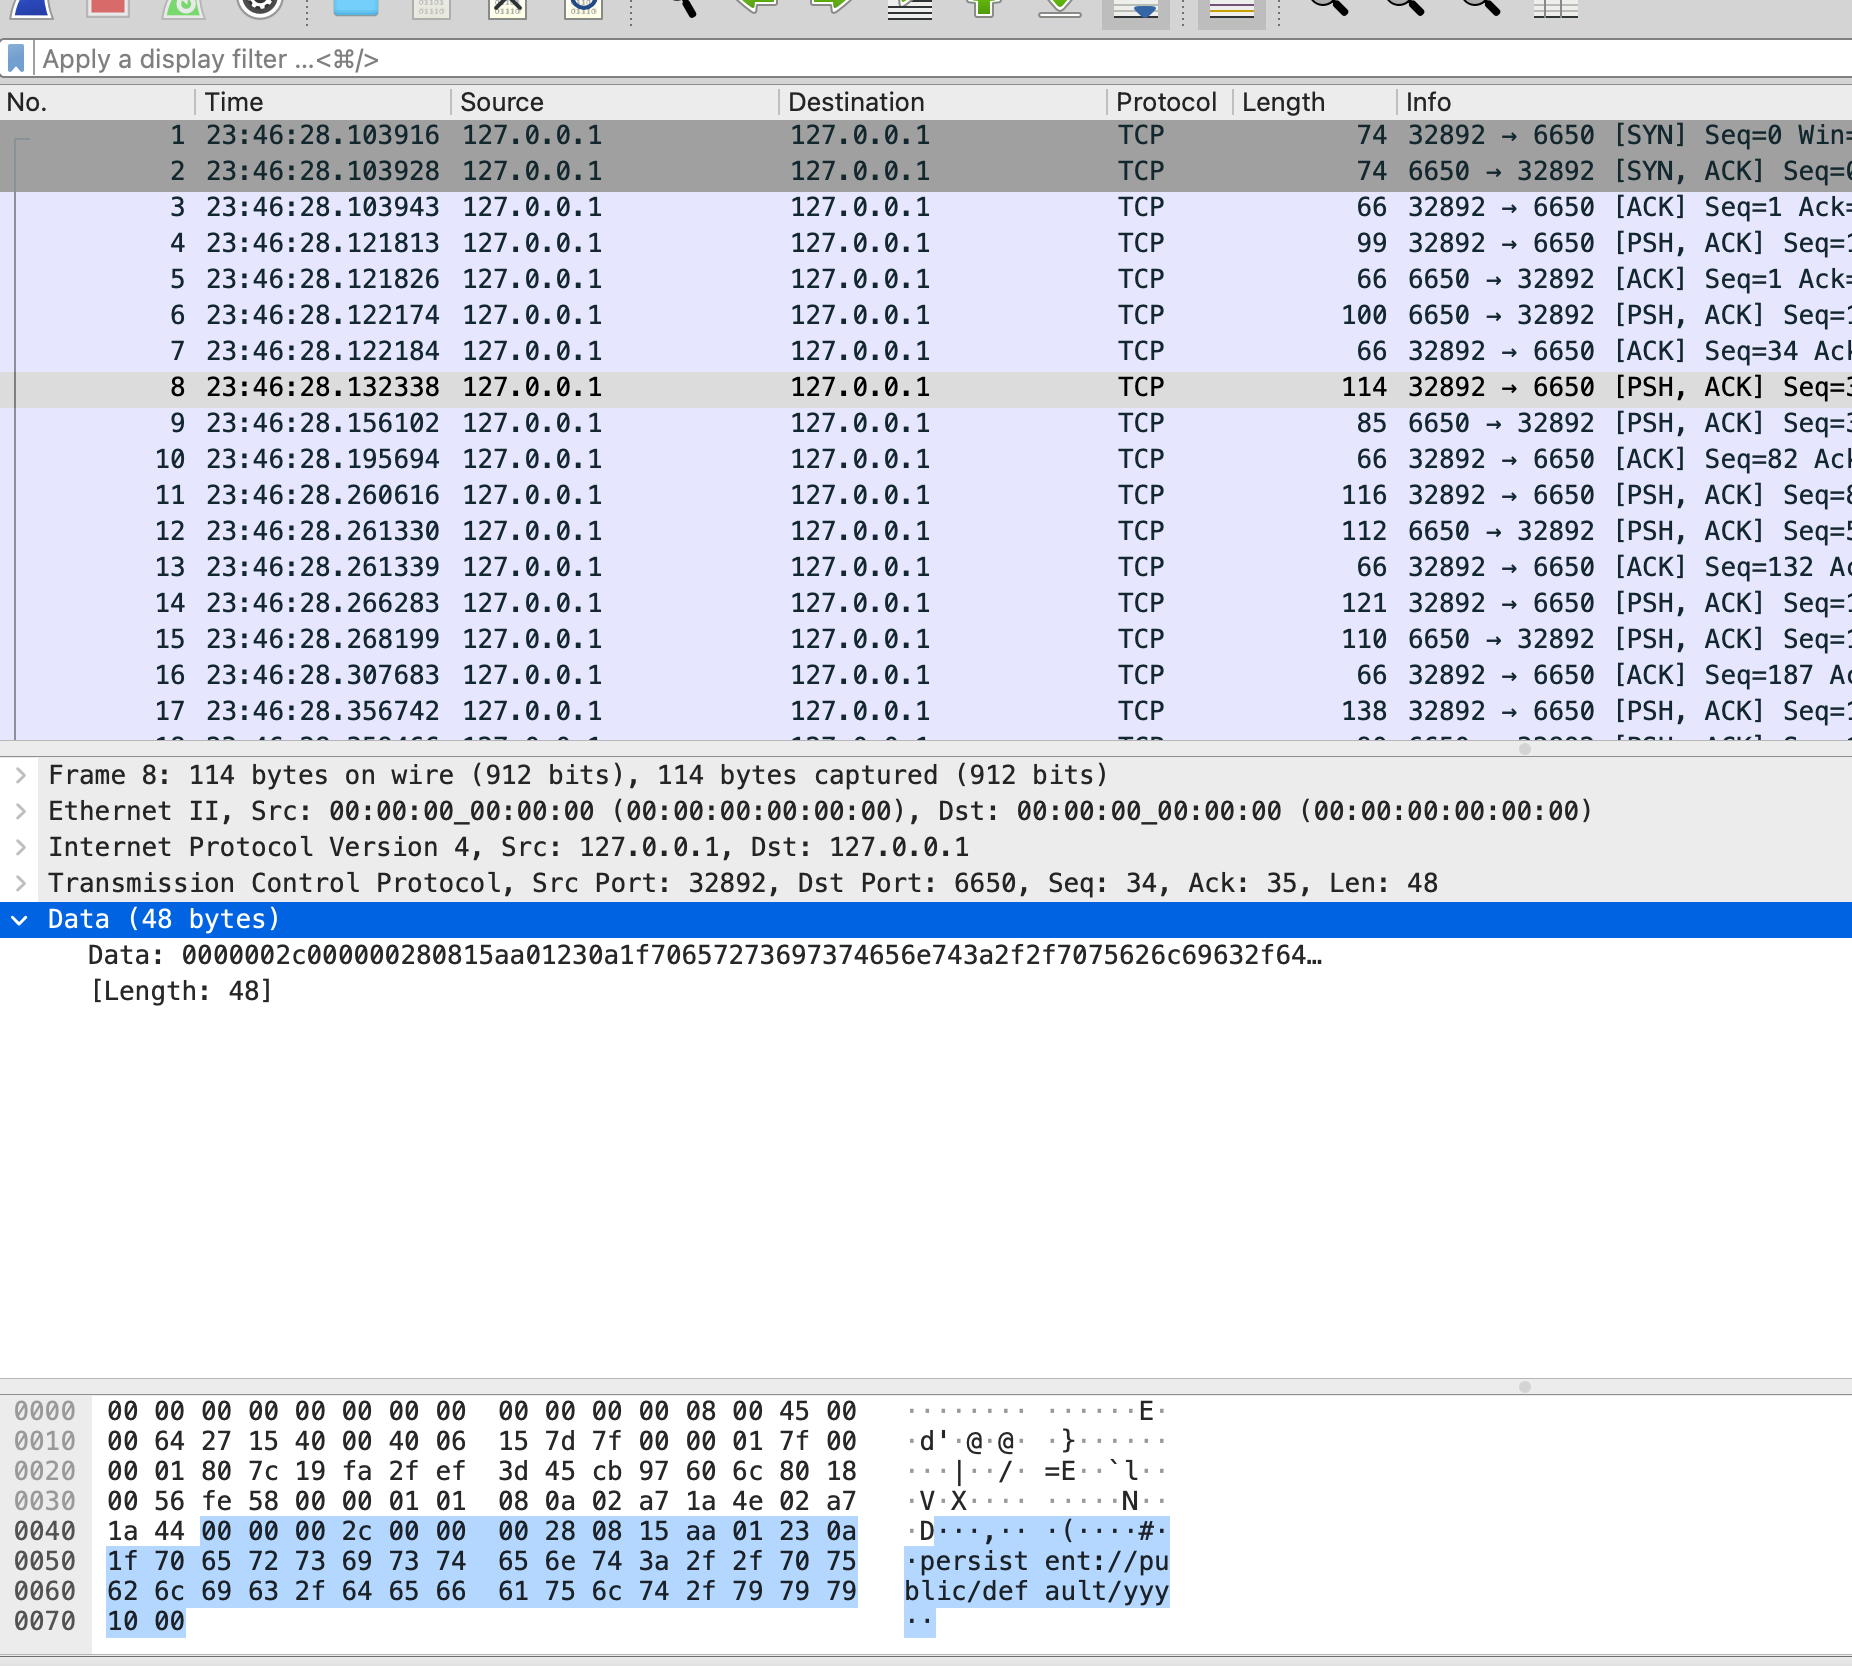 Apply a display filter ...<⌘/>
No. Time Source Destination Protocol Length Info
1 23:46:28.103916 127.0.0.1 127.0.0.1 TCP 74 32892 → 6650 [SYN] Seq=0 Win=
2 23:46:28.103928 127.0.0.1 127.0.0.1 TCP 74 6650 → 32892 [SYN, ACK] Seq=0
3 23:46:28.103943 127.0.0.1 127.0.0.1 TCP 66 32892 → 6650 [ACK] Seq=1 Ack=
4 23:46:28.121813 127.0.0.1 127.0.0.1 TCP 99 32892 → 6650 [PSH, ACK] Seq=1
5 23:46:28.121826 127.0.0.1 127.0.0.1 TCP 66 6650 → 32892 [ACK] Seq=1 Ack=
6 23:46:28.122174 127.0.0.1 127.0.0.1 TCP 100 6650 → 32892 [PSH, ACK] Seq=1
7 23:46:28.122184 127.0.0.1 127.0.0.1 TCP 66 32892 → 6650 [ACK] Seq=34 Ack
8 23:46:28.132338 127.0.0.1 127.0.0.1 TCP 114 32892 → 6650 [PSH, ACK] Seq=3
9 23:46:28.156102 127.0.0.1 127.0.0.1 TCP 85 6650 → 32892 [PSH, ACK] Seq=3
10 23:46:28.195694 127.0.0.1 127.0.0.1 TCP 66 32892 → 6650 [ACK] Seq=82 Ack
11 23:46:28.260616 127.0.0.1 127.0.0.1 TCP 116 32892 → 6650 [PSH, ACK] Seq=8
12 23:46:28.261330 127.0.0.1 127.0.0.1 TCP 112 6650 → 32892 [PSH, ACK] Seq=5
13 23:46:28.261339 127.0.0.1 127.0.0.1 TCP 66 32892 → 6650 [ACK] Seq=132 Ac
14 23:46:28.266283 127.0.0.1 127.0.0.1 TCP 121 32892 → 6650 [PSH, ACK] Seq=1
15 23:46:28.268199 127.0.0.1 127.0.0.1 TCP 110 6650 → 32892 [PSH, ACK] Seq=1
16 23:46:28.307683 127.0.0.1 127.0.0.1 TCP 66 32892 → 6650 [ACK] Seq=187 Ac
17 23:46:28.356742 127.0.0.1 127.0.0.1 TCP 138 32892 → 6650 [PSH, ACK] Seq=1
Frame 8: 114 bytes on wire (912 bits), 114 bytes captured (912 bits)
Ethernet II, Src: 00:00:00_00:00:00 (00:00:00:00:00:00), Dst: 00:00:00_00:00:00 (00:00:00:00:00:00)
Internet Protocol Version 4, Src: 127.0.0.1, Dst: 127.0.0.1
Transmission Control Protocol, Src Port: 32892, Dst Port: 6650, Seq: 34, Ack: 35, Len: 48
Data (48 bytes)
Data: 0000002c000000280815aa01230a1f70657273697374656e743a2f2f7075626c69632f64…
[Length: 48]
0000 00 00 00 00 00 00 00 00 00 00 00 00 08 00 45 00 ········ ······E·
0010 00 64 27 15 40 00 40 06 15 7d 7f 00 00 01 7f 00 ·d'·@·@· ·}······
0020 00 01 80 7c 19 fa 2f ef 3d 45 cb 97 60 6c 80 18 ···|··/· =E··`l··
0030 00 56 fe 58 00 00 01 01 08 0a 02 a7 1a 4e 02 a7 ·V·X···· ·····N··
0040 1a 44 00 00 00 2c 00 00 00 28 08 15 aa 01 23 0a ·D···,·· ·(····#·
0050 1f 70 65 72 73 69 73 74 65 6e 74 3a 2f 2f 70 75 ·persist ent://pu
0060 62 6c 69 63 2f 64 65 66 61 75 6c 74 2f 79 79 79 blic/def ault/yyy
0070 10 00 ··